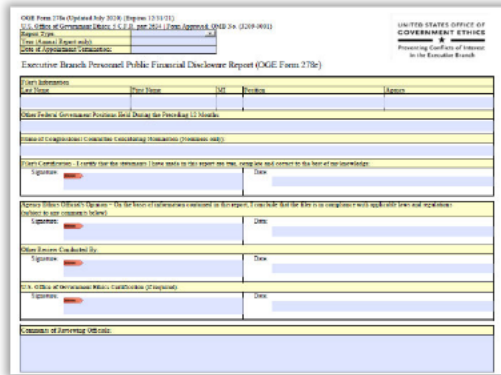 OGE Form 278e (Updated July 2020) (Expires 12/31/21)
U.S. Office of Government Ethics; 5 C.F.R. part 2634 | Form Approved: OMB No. (3209-0001)
Report Type:
Year (Annual Report only):
Date of Appointment/Termination:
UNITED STATES OFFICE OF
GOVERNMENT ETHICS
Preventing Conflicts of Interest
in the Executive Branch
Executive Branch Personnel Public Financial Disclosure Report (OGE Form 278e)
Filer's Information
Last Name First Name MI Position Agency
Other Federal Government Positions Held During the Preceding 12 Months:
Name of Congressional Committee Considering Nomination (Nominees only):
Filer's Certification - I certify that the statements I have made in this report are true, complete and correct to the best of my knowledge:
Signature: Date:
Agency Ethics Official's Opinion - On the basis of information contained in this report, I conclude that the filer is in compliance with applicable laws and regulations
(subject to any comments below)
Signature: Date:
Other Review Conducted By:
Signature: Date:
U.S. Office of Government Ethics Certification (if required):
Signature: Date:
Comments of Reviewing Officials: